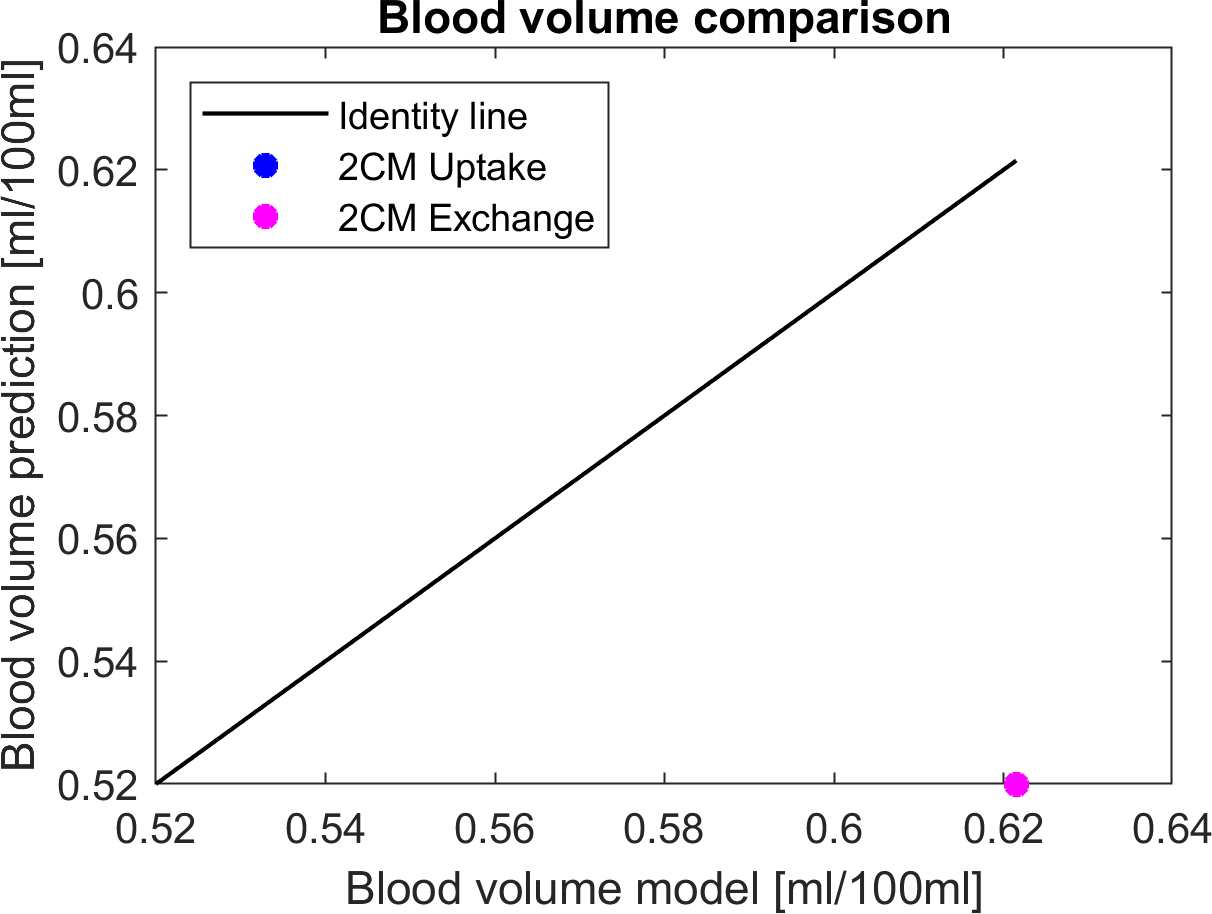 Blood volume comparison
Identity line
2CM Uptake
2CM Exchange
0.64
0.62
0.6
0.58
0.56
0.54
0.52
Blood volume prediction [ml/100ml]
0.52 0.54 0.56 0.58 0.6 0.62 0.64
Blood volume model [ml/100ml]